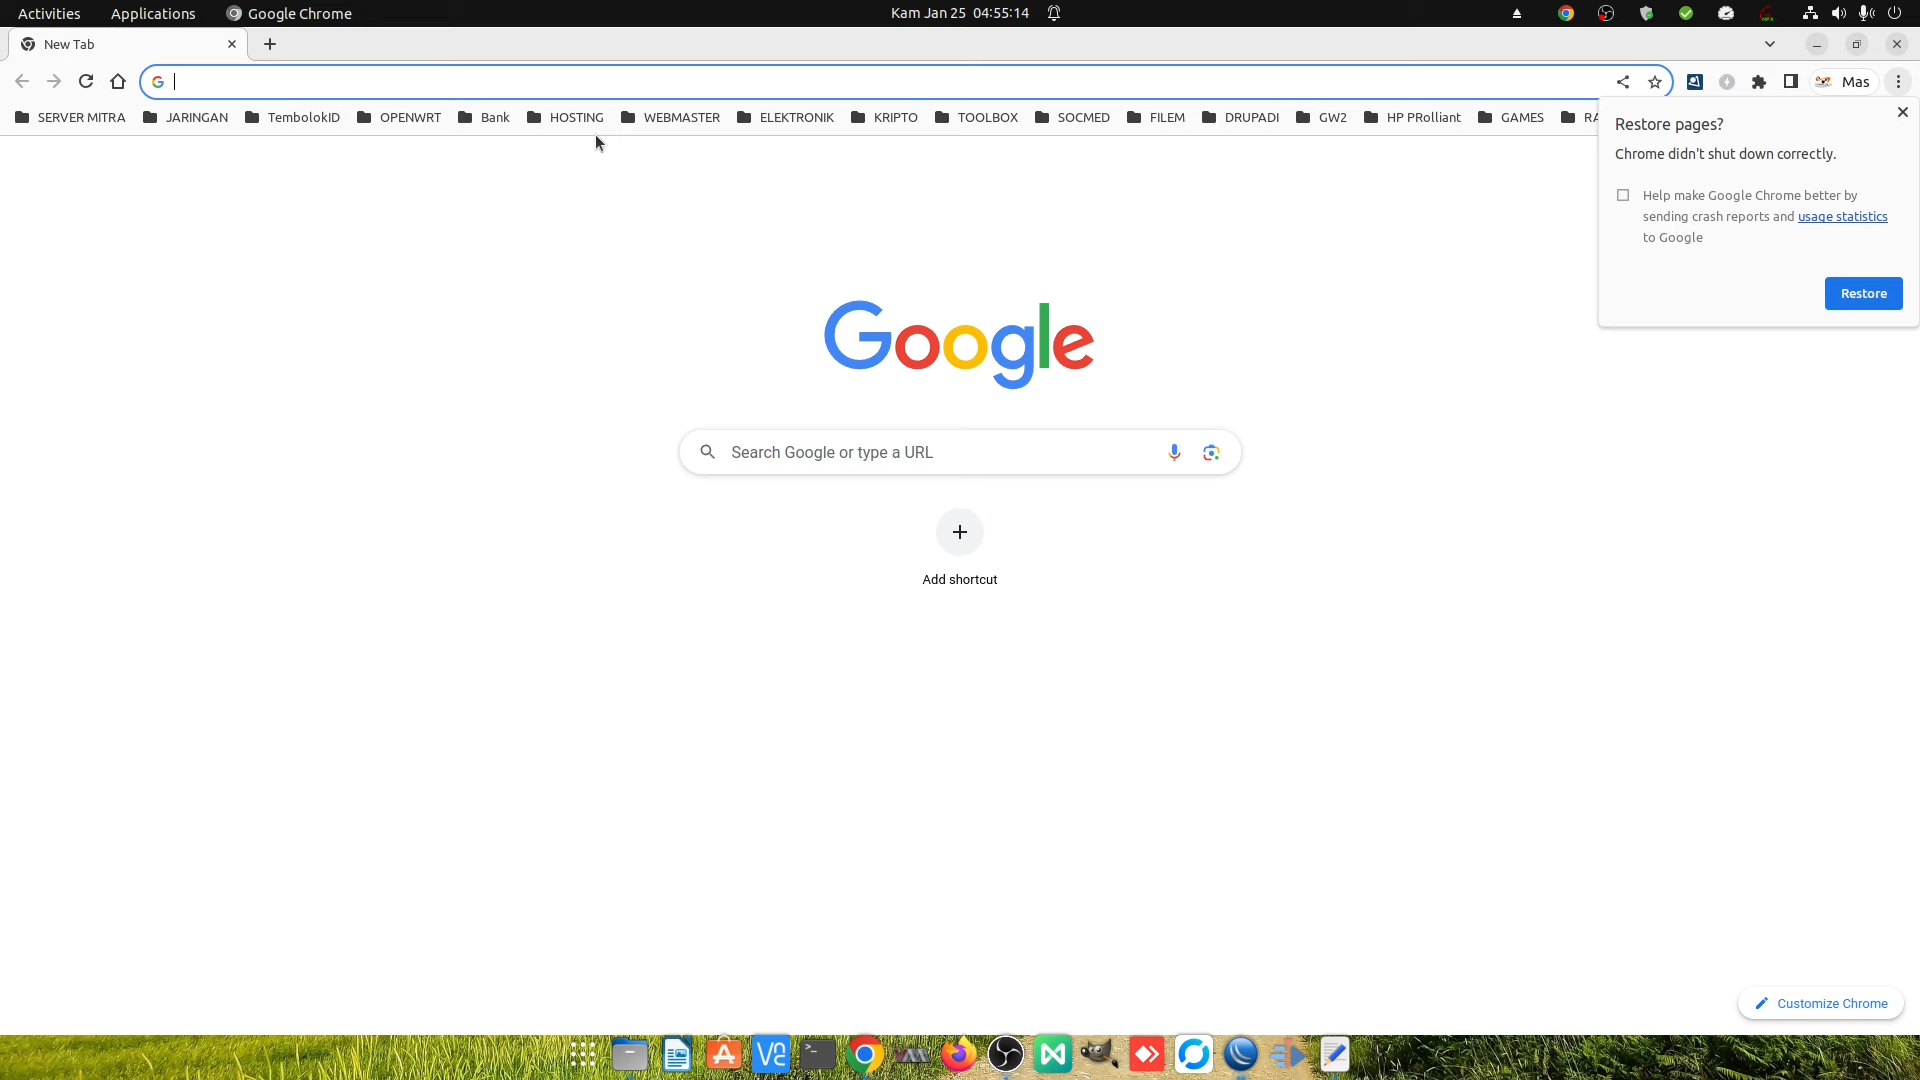 Activities Applications Google Chrome Kam Jan 25 04:55:14
New Tab
Mas
SERVER MITRA JARINGAN TembolokID OPENWRT Bank HOSTING WEBMASTER ELEKTRONIK KRIPTO TOOLBOX SOCMED FILEM DRUPADI GW2 HP PRolliant GAMES
Restore pages?
Chrome didn't shut down correctly.
Help make Google Chrome better by
sending crash reports and usage statistics
to Google
Restore
Google
Search Google or type a URL
Add shortcut
Customize Chrome